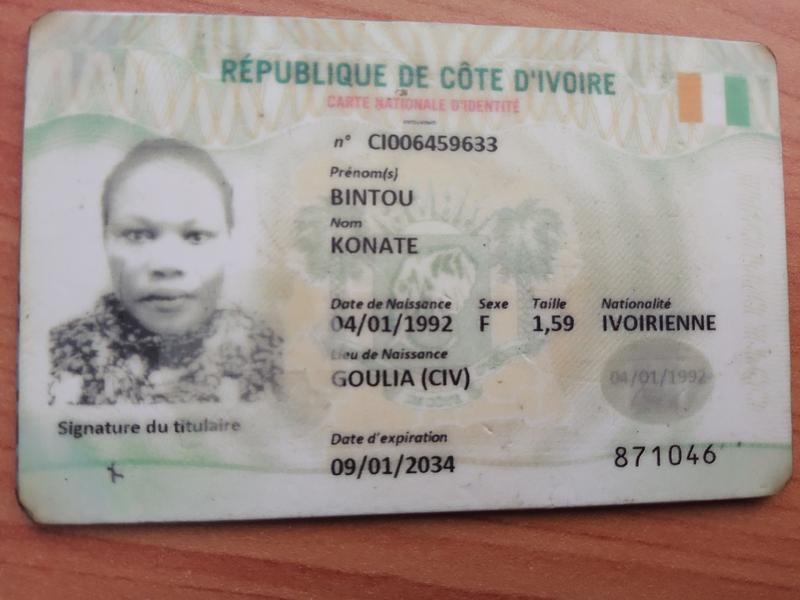 RÉPUBLIQUE DE CÔTE D'IVOIRE
CARTE NATIONALE D'IDENTITÉ
n° CI006459633
Prénom(s)
BINTOU
Nom
KONATE
Date de Naissance Sexe Taille Nationalité
04/01/1992 F 1,59 IVOIRIENNE
Lieu de Naissance
GOULIA (CIV)
04/01/1992
Signature du titulaire
Date d'expiration
09/01/2034
871046